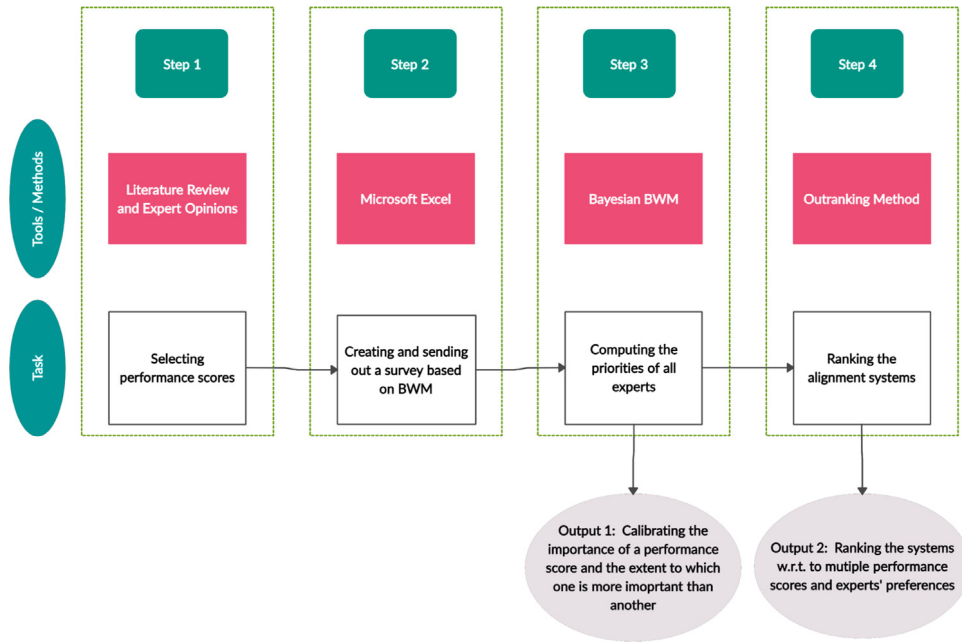 Step 1
Step 2
Step 3
Step 4
Tools / Methods
Literature Review
and Expert Opinions
Microsoft Excel
Bayesian BWM
Outranking Method
Task
Selecting
performance scores
Creating and sending
out a survey based
on BWM
Computing the
priorities of all
experts
Ranking the
alignment systems
Output 1: Calibrating the
importance of a performance
score and the extent to which
one is more imoprtant than
another
Output 2: Ranking the systems
w.r.t. to mutiple performance
scores and experts' preferences